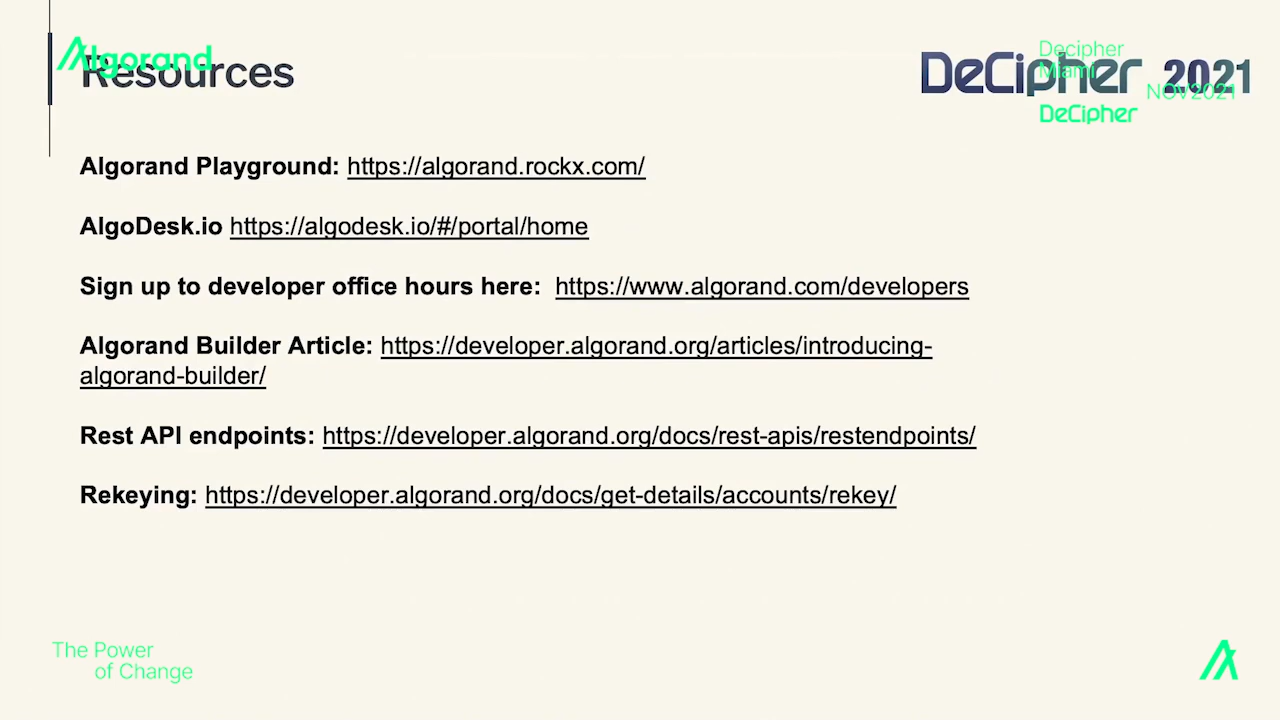 Algorand
Resources
DeCipher 2021
Decipher
Miami
NOV2021
DeCipher
Algorand Playground: https://algorand.rockx.com/
AlgoDesk.io https://algodesk.io/#/portal/home
Sign up to developer office hours here: https://www.algorand.com/developers
Algorand Builder Article: https://developer.algorand.org/articles/introducing-
algorand-builder/
Rest API endpoints: https://developer.algorand.org/docs/rest-apis/restendpoints/
Rekeying: https://developer.algorand.org/docs/get-details/accounts/rekey/
The Power
of Change